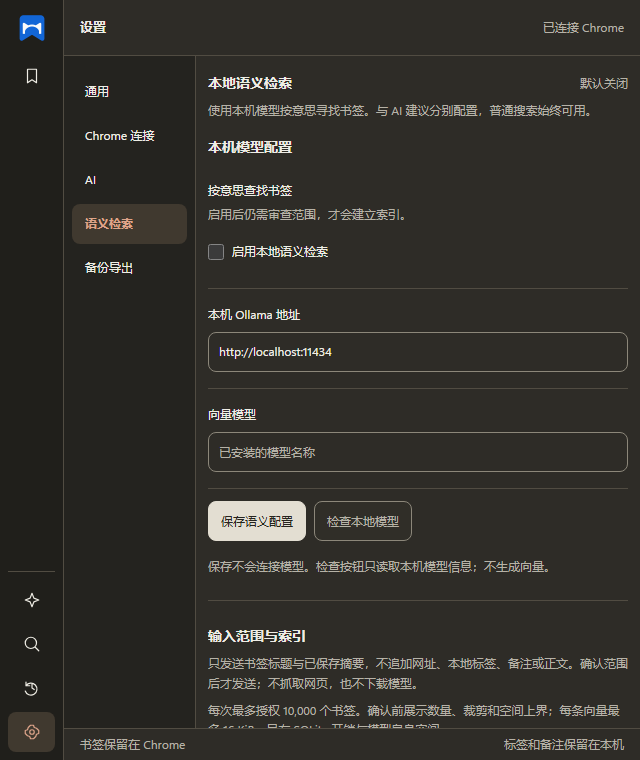 设置
已连接 Chrome
通用
Chrome 连接
AI
语义检索
备份导出
本地语义检索
默认关闭
使用本机模型按意思寻找书签。与 AI 建议分别配置，普通搜索始终可用。
本机模型配置
按意思查找书签
启用后仍需审查范围，才会建立索引。
启用本地语义检索
本机 Ollama 地址
http://localhost:11434
向量模型
已安装的模型名称
保存语义配置
检查本地模型
保存不会连接模型。检查按钮只读取本机模型信息；不生成向量。
输入范围与索引
只发送书签标题与已保存摘要，不追加网址、本地标签、备注或正文。确认范围
后才发送；不抓取网页，也不下载模型。
每次最多授权 10,000 个书签。确认前展示数量、裁剪和空间上界；每条向量最
书签保留在 Chrome
标签和备注保留在本机